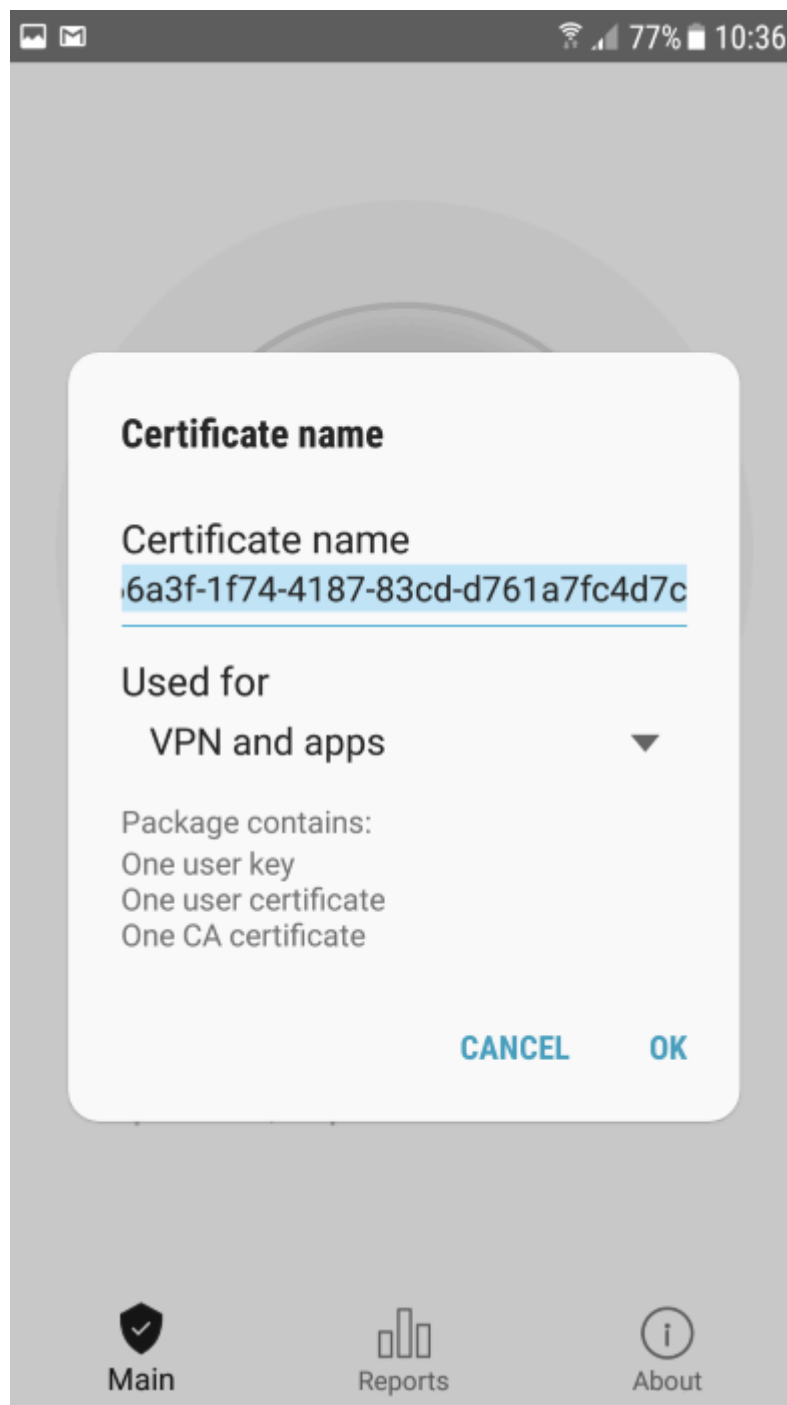 77% 10:36
Certificate name
Certificate name
6a3f-1f74-4187-83cd-d761a7fc4d7c
Used for
VPN and apps
Package contains:
One user key
One user certificate
One CA certificate
CANCEL OK
Main Reports About